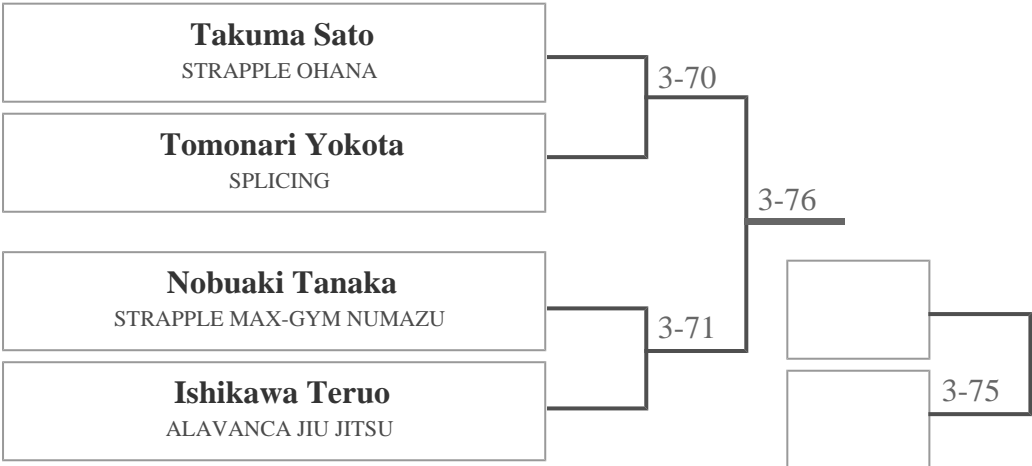 Takuma Sato
STRAPPLE OHANA
3-70
Tomonari Yokota
SPLICING
3-76
Nobuaki Tanaka
STRAPPLE MAX-GYM NUMAZU
3-71
Ishikawa Teruo
ALAVANCA JIU JITSU
3-75